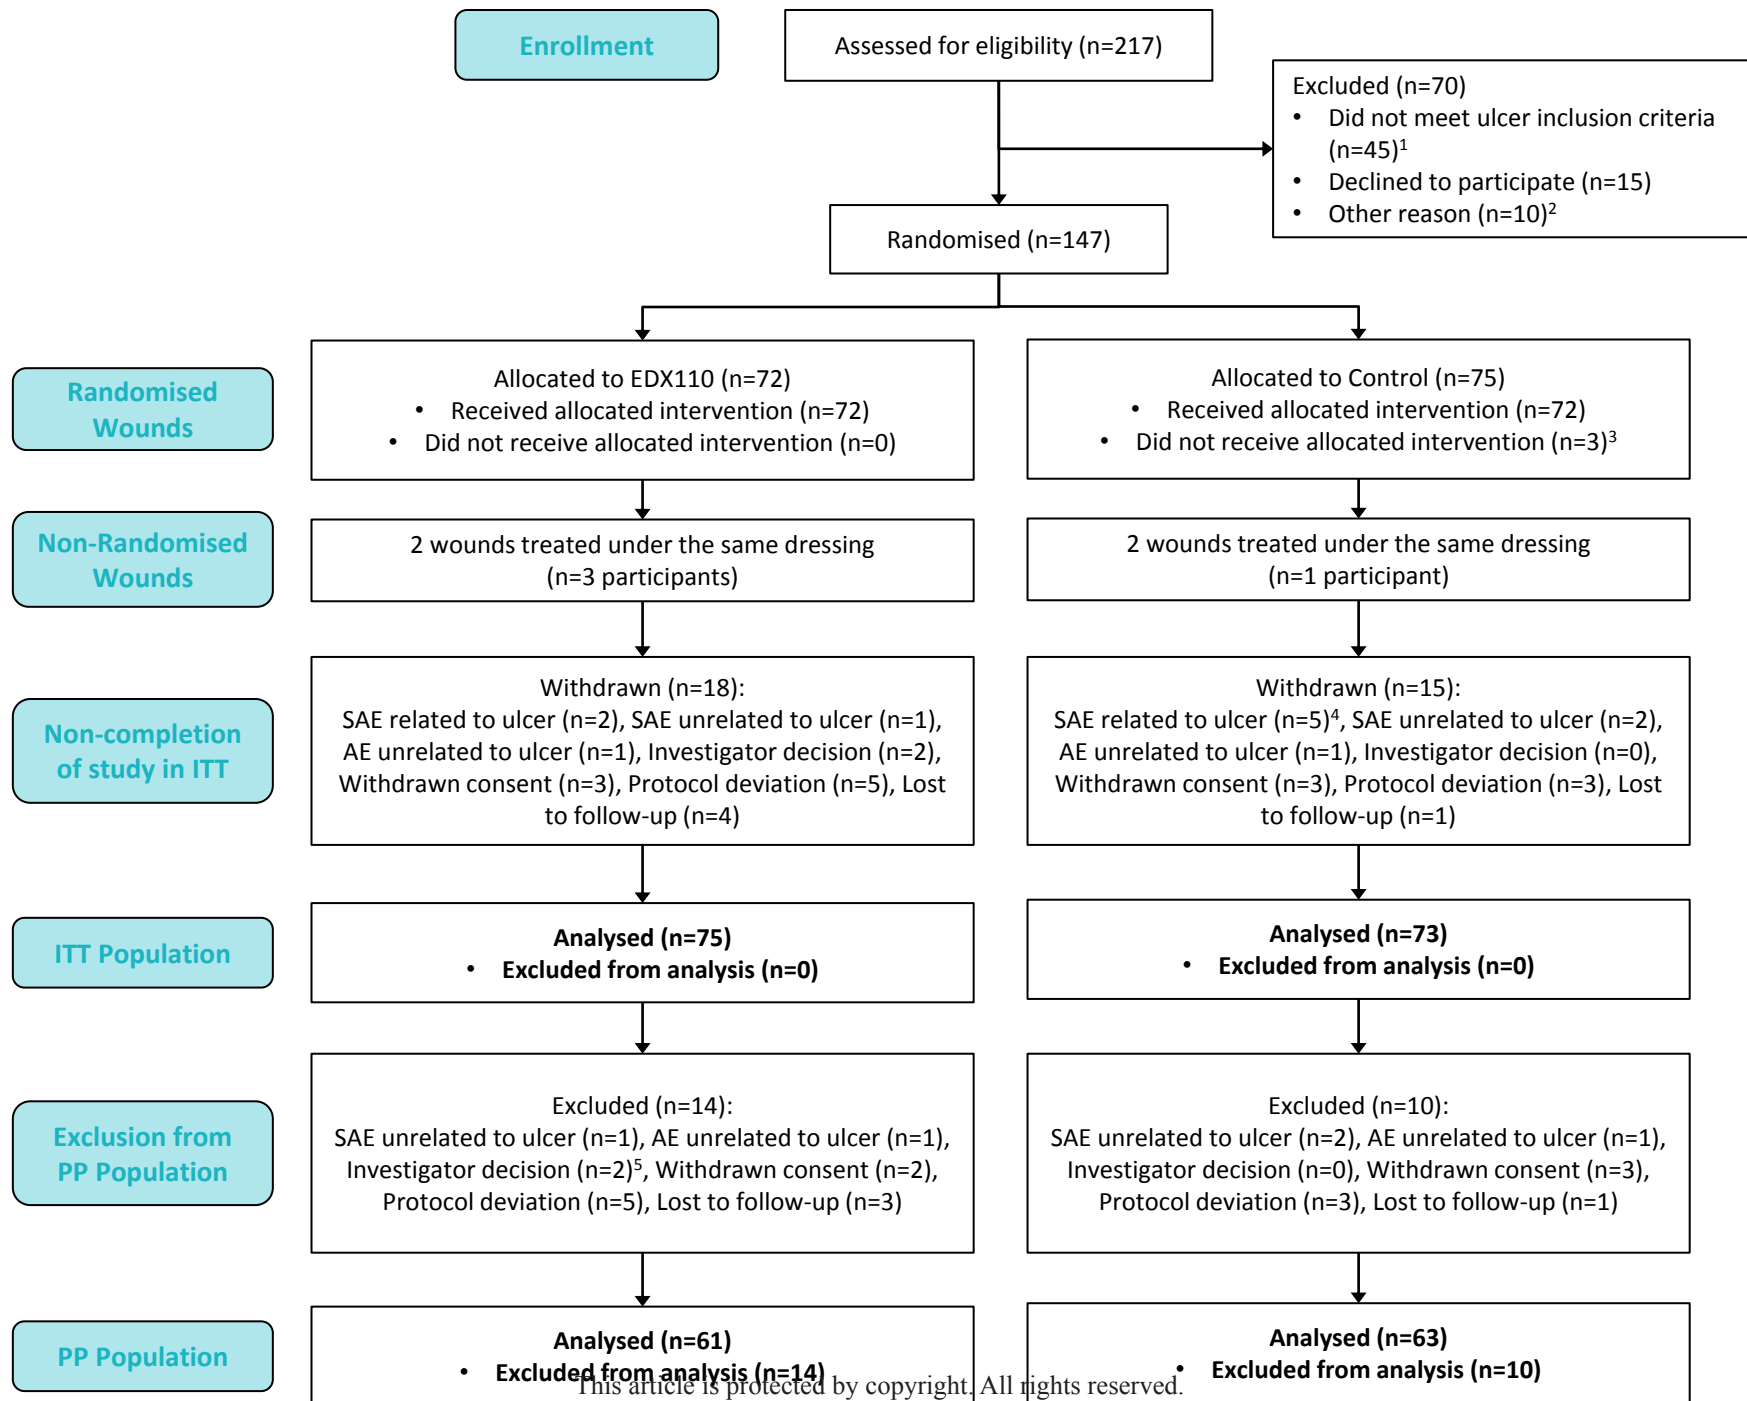 Enrollment
Assessed for eligibility (n=217)
Excluded (n=70)
• Did not meet ulcer inclusion criteria
(n=45)¹
• Declined to participate (n=15)
• Other reason (n=10)²
Randomised (n=147)
Randomised
Wounds
Allocated to EDX110 (n=72)
• Received allocated intervention (n=72)
• Did not receive allocated intervention (n=0)
Allocated to Control (n=75)
• Received allocated intervention (n=72)
• Did not receive allocated intervention (n=3)³
Non-Randomised
Wounds
2 wounds treated under the same dressing
(n=3 participants)
2 wounds treated under the same dressing
(n=1 participant)
Non-completion
of study in ITT
Withdrawn (n=18):
SAE related to ulcer (n=2), SAE unrelated to ulcer (n=1),
AE unrelated to ulcer (n=1), Investigator decision (n=2),
Withdrawn consent (n=3), Protocol deviation (n=5), Lost
to follow-up (n=4)
Withdrawn (n=15):
SAE related to ulcer (n=5)⁴, SAE unrelated to ulcer (n=2),
AE unrelated to ulcer (n=1), Investigator decision (n=0),
Withdrawn consent (n=3), Protocol deviation (n=3), Lost
to follow-up (n=1)
ITT Population
Analysed (n=75)
• Excluded from analysis (n=0)
Analysed (n=73)
• Excluded from analysis (n=0)
Exclusion from
PP Population
Excluded (n=14):
SAE unrelated to ulcer (n=1), AE unrelated to ulcer (n=1),
Investigator decision (n=2)⁵, Withdrawn consent (n=2),
Protocol deviation (n=5), Lost to follow-up (n=3)
Excluded (n=10):
SAE unrelated to ulcer (n=2), AE unrelated to ulcer (n=1),
Investigator decision (n=0), Withdrawn consent (n=3),
Protocol deviation (n=3), Lost to follow-up (n=1)
PP Population
Analysed (n=61)
• Excluded from analysis (n=14)
Analysed (n=63)
• Excluded from analysis (n=10)
This article is protected by copyright. All rights reserved.